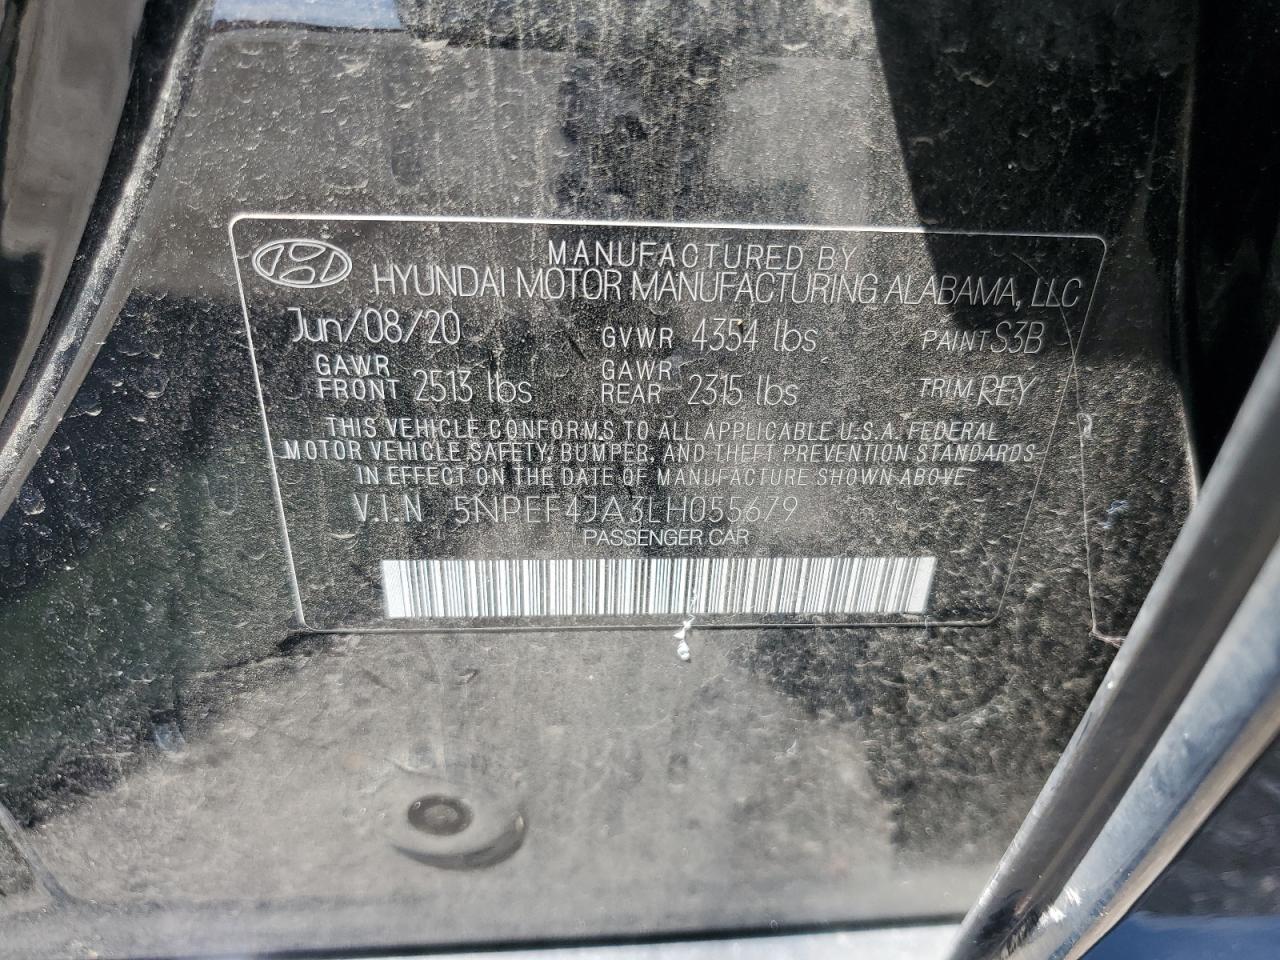 MANUFACTURED BY
HYUNDAI MOTOR MANUFACTURING ALABAMA, LLC
Jun/08/20 GVWR 4354 lbs PAINT S3B
GAWR FRONT 2513 lbs GAWR REAR 2315 lbs TRIM REY
THIS VEHICLE CONFORMS TO ALL APPLICABLE U.S.A. FEDERAL
MOTOR VEHICLE SAFETY, BUMPER, AND THEFT PREVENTION STANDARDS
IN EFFECT ON THE DATE OF MANUFACTURE SHOWN ABOVE
V.I.N 5NPEF4JA3LH055679
PASSENGER CAR